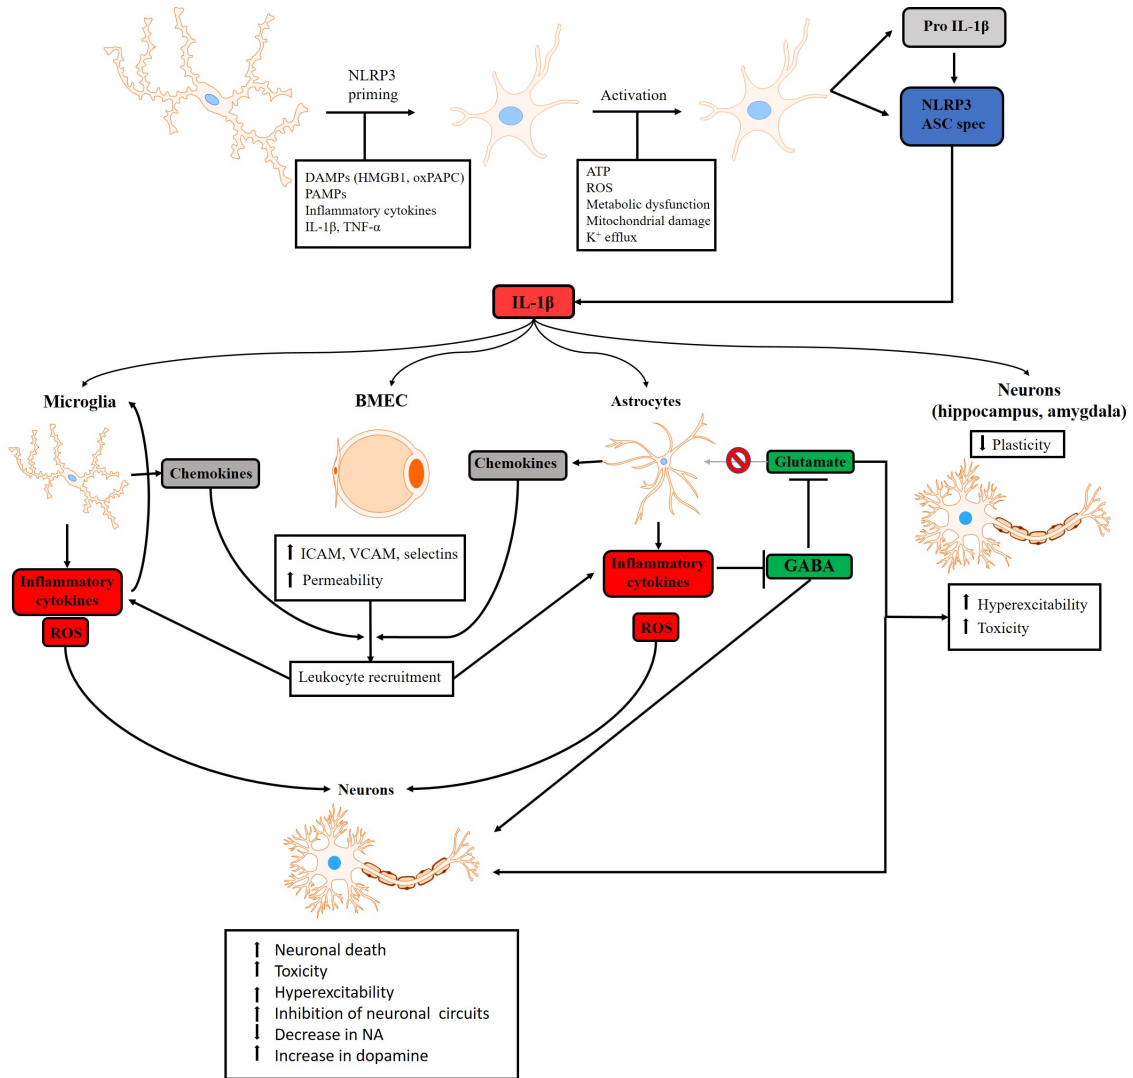 Pro IL-1β
NLRP3
priming
Activation
NLRP3
ASC spec
DAMPs (HMGB1, oxPAPC)
PAMPs
Inflammatory cytokines
IL-1β, TNF-α
ATP
ROS
Metabolic dysfunction
Mitochondrial damage
K⁺ efflux
IL-1β
Microglia
BMEC
Astrocytes
Neurons
(hippocampus, amygdala)
Plasticity
Chemokines
Chemokines
Glutamate
ICAM, VCAM, selectins
Permeability
Inflammatory
cytokines
ROS
Inflammatory
cytokines
GABA
ROS
Hyperexcitability
Toxicity
Leukocyte recruitment
Neurons
Neuronal death
Toxicity
Hyperexcitability
Inhibition of neuronal circuits
Decrease in NA
Increase in dopamine